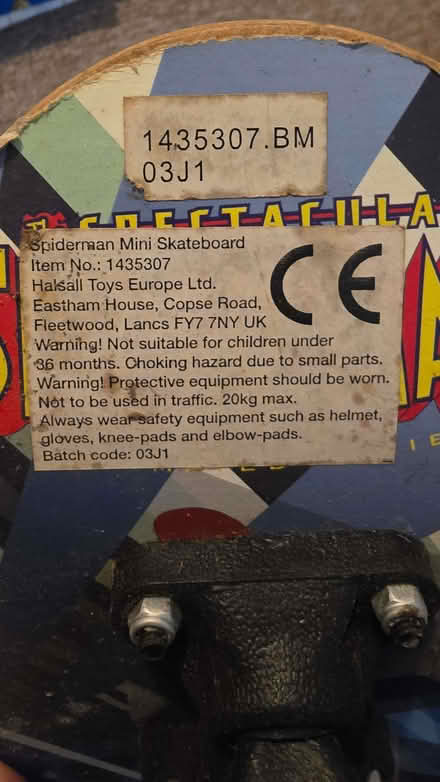 1435307.BM
03J1
SPECTACULA
Spiderman Mini Skateboard
Item No.: 1435307
Halsall Toys Europe Ltd.
Eastham House, Copse Road,
Fleetwood, Lancs FY7 7NY UK
CE
Warning! Not suitable for children under
36 months. Choking hazard due to small parts.
Warning! Protective equipment should be worn.
Not to be used in traffic. 20kg max.
Always wear safety equipment such as helmet,
gloves, knee-pads and elbow-pads.
Batch code: 03J1